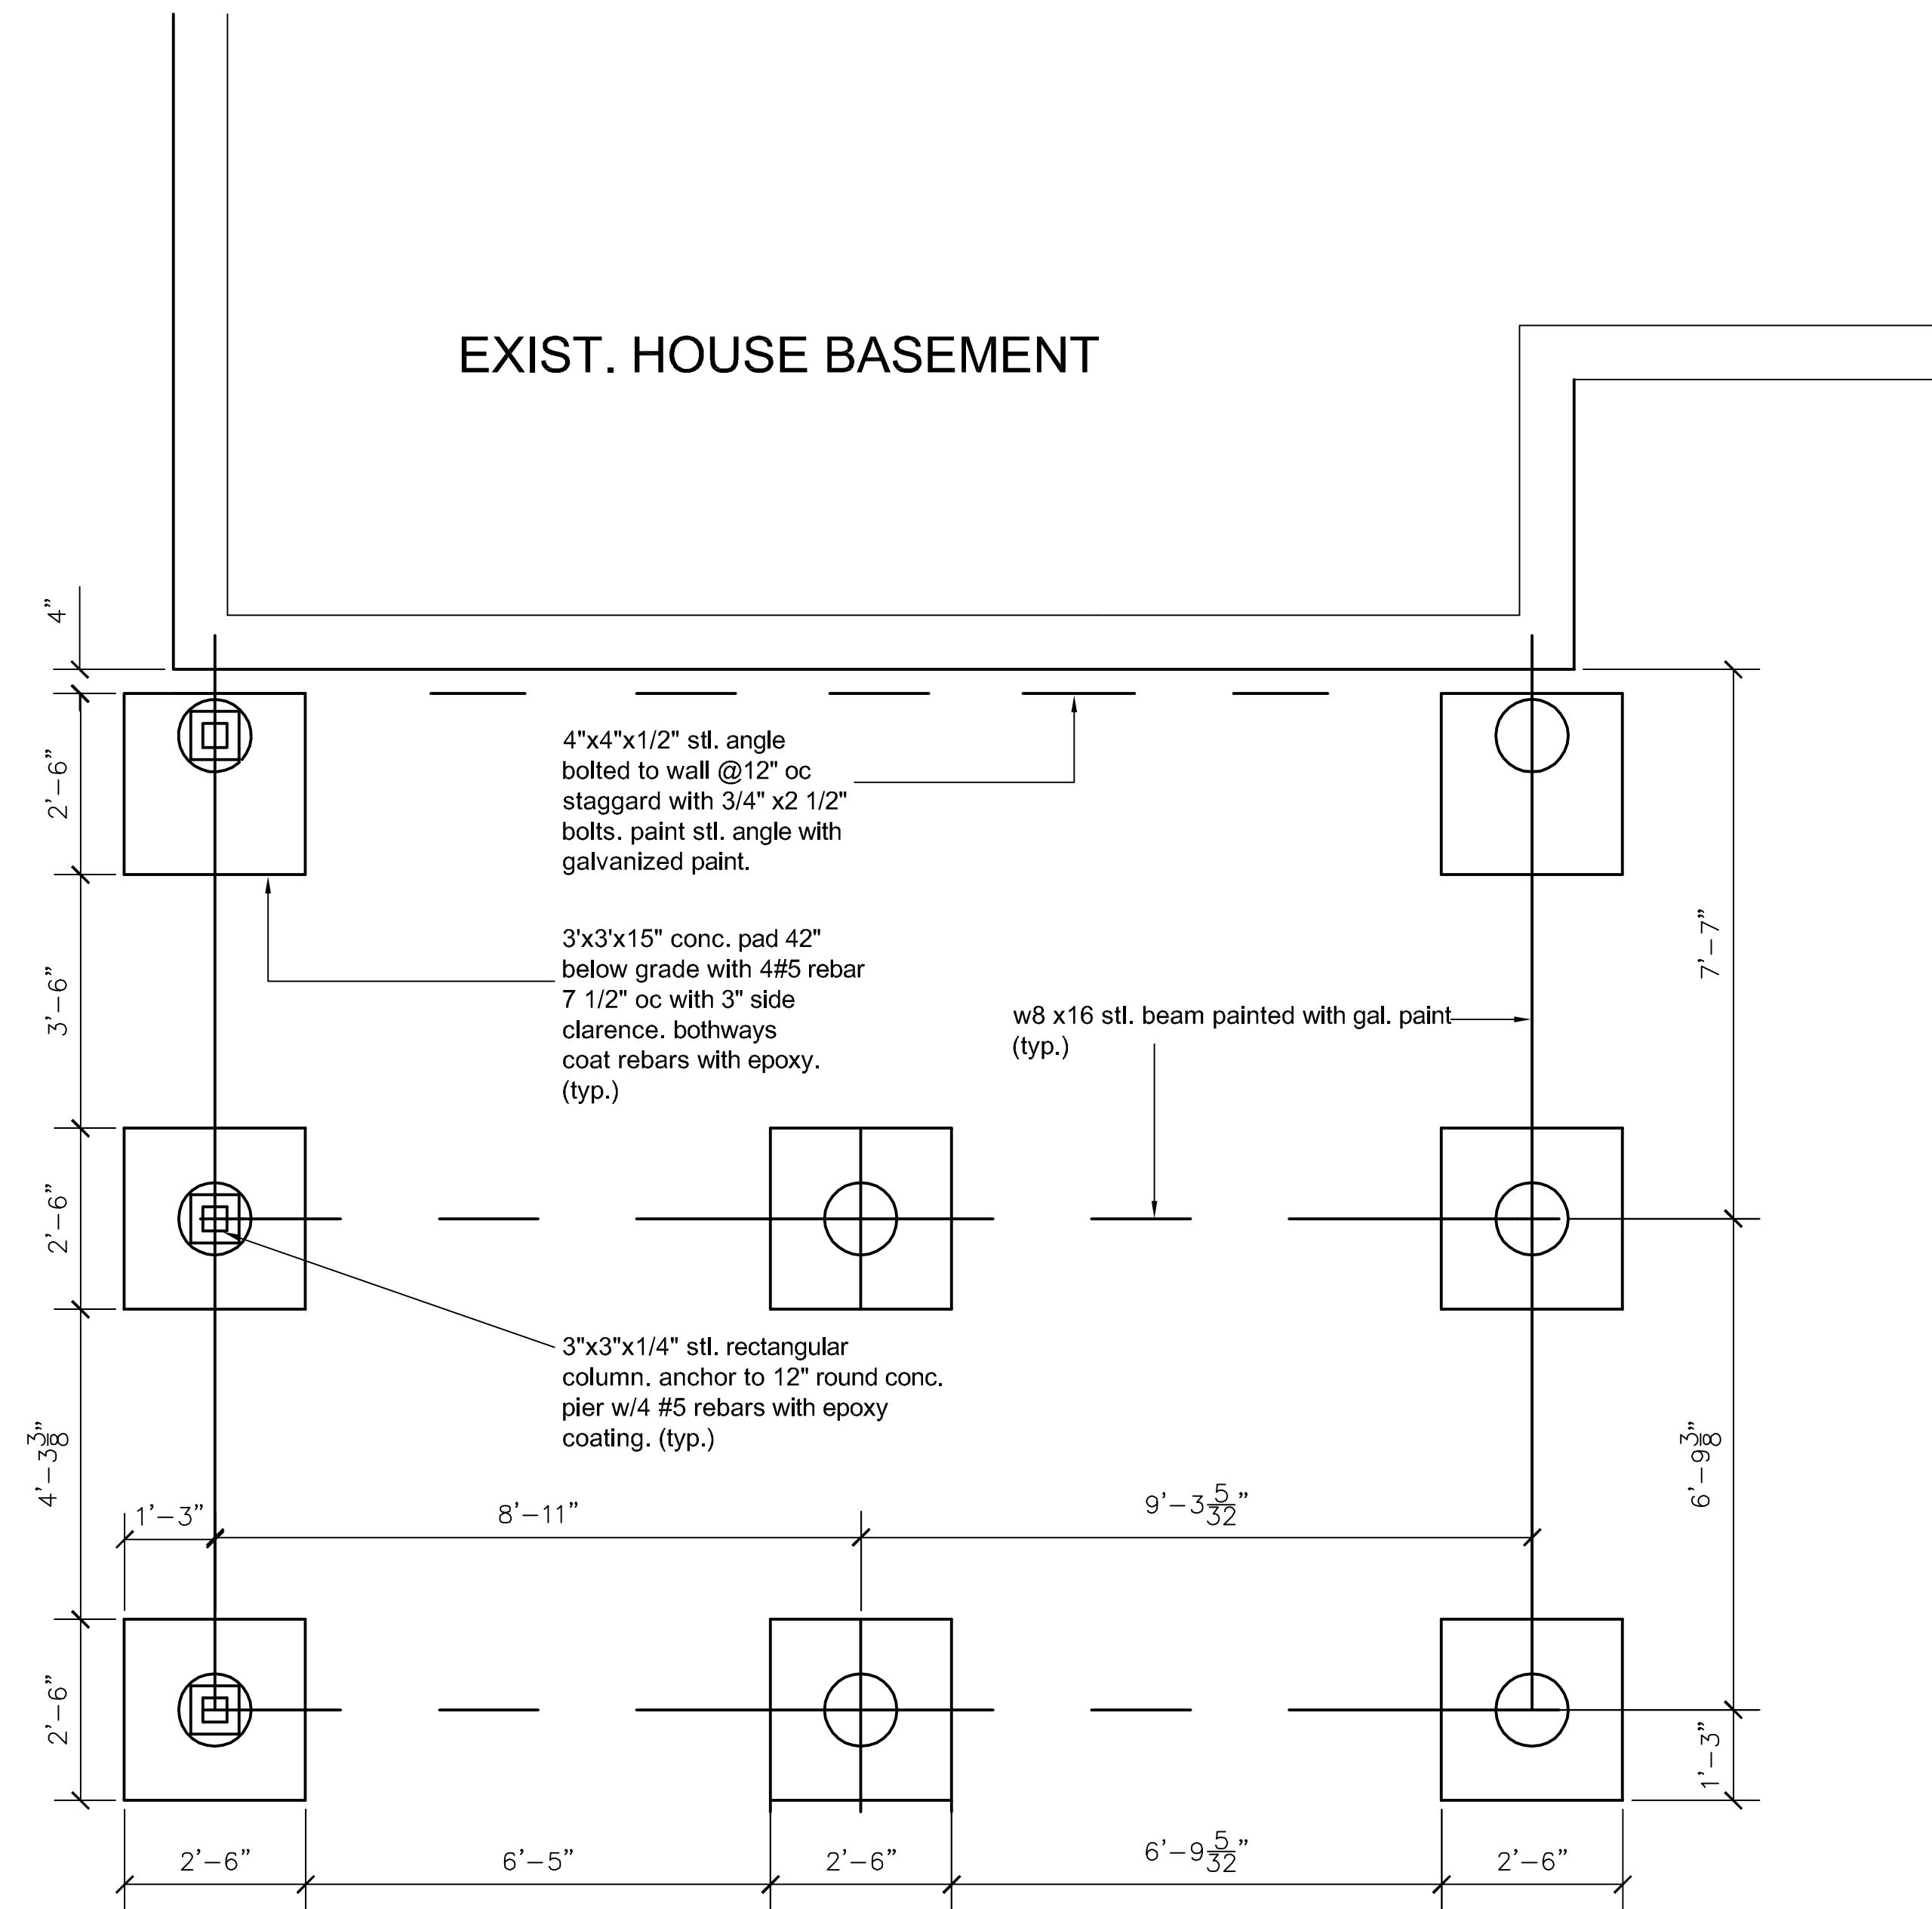 EXIST. HOUSE BASEMENT
4"
2'-6"
3'-6"
2'-6"
4'-3 3/8"
2'-6"
4"x4"x1/2" stl. angle
bolted to wall @12" oc
staggard with 3/4" x2 1/2"
bolts. paint stl. angle with
galvanized paint.
3'x3'x15" conc. pad 42"
below grade with 4#5 rebar
7 1/2" oc with 3" side
clarence. bothways
coat rebars with epoxy.
(typ.)
w8 x16 stl. beam painted with gal. paint
(typ.)
3"x3"x1/4" stl. rectangular
column. anchor to 12" round conc.
pier w/4 #5 rebars with epoxy
coating. (typ.)
7'-7"
6'-9 3/8"
1'-3"
1'-3"
8'-11"
9'-3 5/32"
2'-6"
6'-5"
2'-6"
6'-9 5/32"
2'-6"